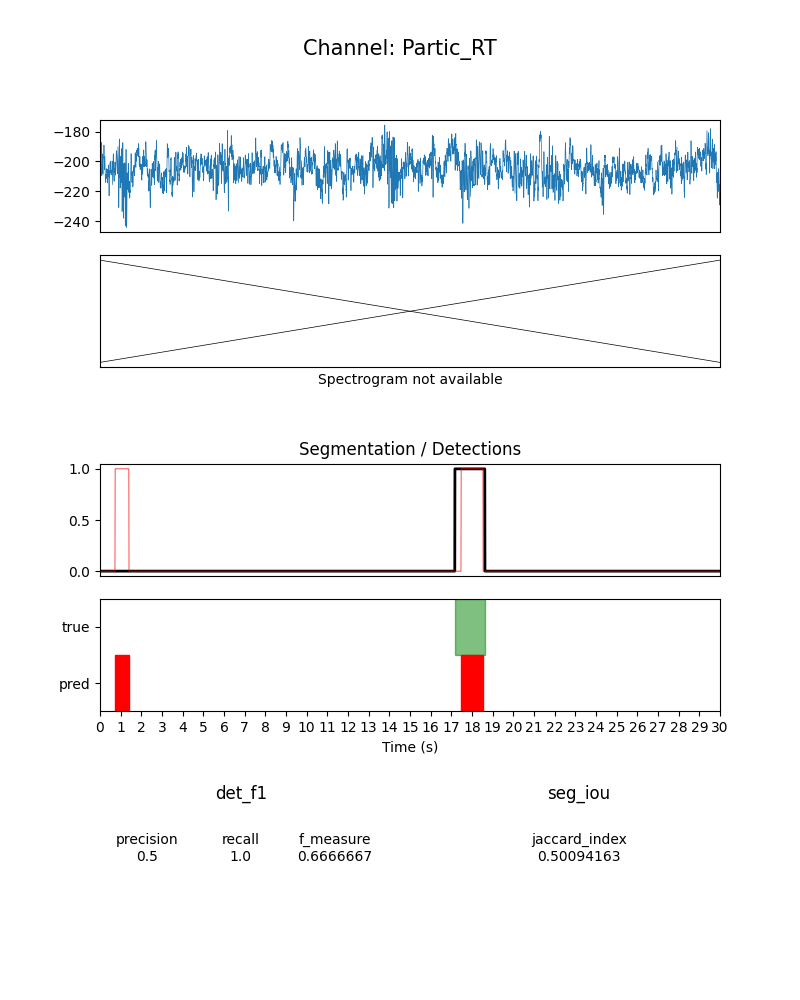 Channel: Partic_RT
−180
−200
−220
−240
Spectrogram not available
Segmentation / Detections
1.0
0.5
0.0
true
pred
0 1 2 3 4 5 6 7 8 9 10 11 12 13 14 15 16 17 18 19 20 21 22 23 24 25 26 27 28 29 30
Time (s)
det_f1 seg_iou
precision recall f_measure jaccard_index
0.5 1.0 0.6666667 0.50094163